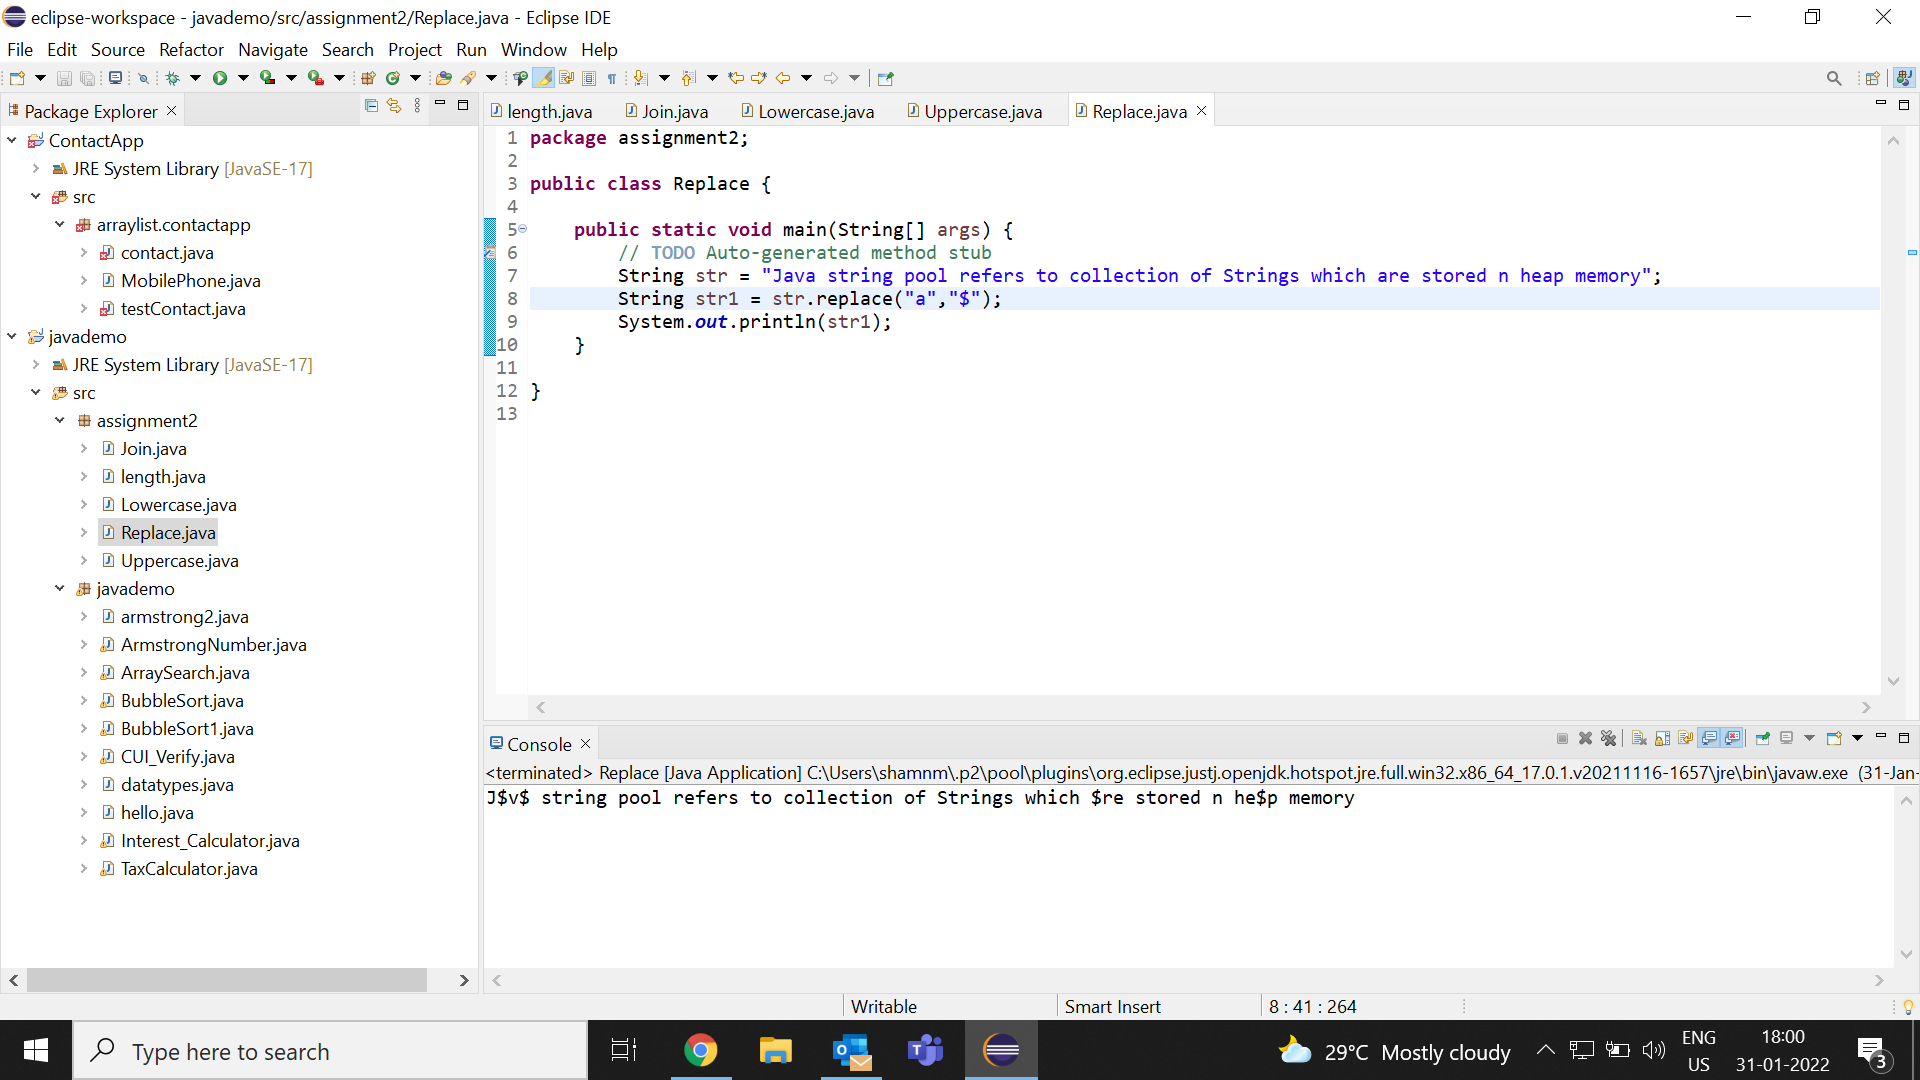 eclipse-workspace - javademo/src/assignment2/Replace.java - Eclipse IDE
File Edit Source Refactor Navigate Search Project Run Window Help
Package Explorer
ContactApp
JRE System Library [JavaSE-17]
src
arraylist.contactapp
contact.java
MobilePhone.java
testContact.java
javademo
JRE System Library [JavaSE-17]
src
assignment2
Join.java
length.java
Lowercase.java
Replace.java
Uppercase.java
javademo
armstrong2.java
ArmstrongNumber.java
ArraySearch.java
BubbleSort.java
BubbleSort1.java
CUI_Verify.java
datatypes.java
hello.java
Interest_Calculator.java
TaxCalculator.java
length.java Join.java Lowercase.java Uppercase.java Replace.java
1 package assignment2;
2
3 public class Replace {
4
5 public static void main(String[] args) {
6 // TODO Auto-generated method stub
7 String str = "Java string pool refers to collection of Strings which are stored n heap memory";
8 String str1 = str.replace("a","$");
9 System.out.println(str1);
10 }
11
12 }
13
Console
<terminated> Replace [Java Application] C:\Users\shamnm\.p2\pool\plugins\org.eclipse.justj.openjdk.hotspot.jre.full.win32.x86_64_17.0.1.v20211116-1657\jre\bin\javaw.exe (31-Jan-
J$v$ string pool refers to collection of Strings which $re stored n he$p memory
Writable Smart Insert 8 : 41 : 264
Type here to search
29°C Mostly cloudy
ENG
US
18:00
31-01-2022
3